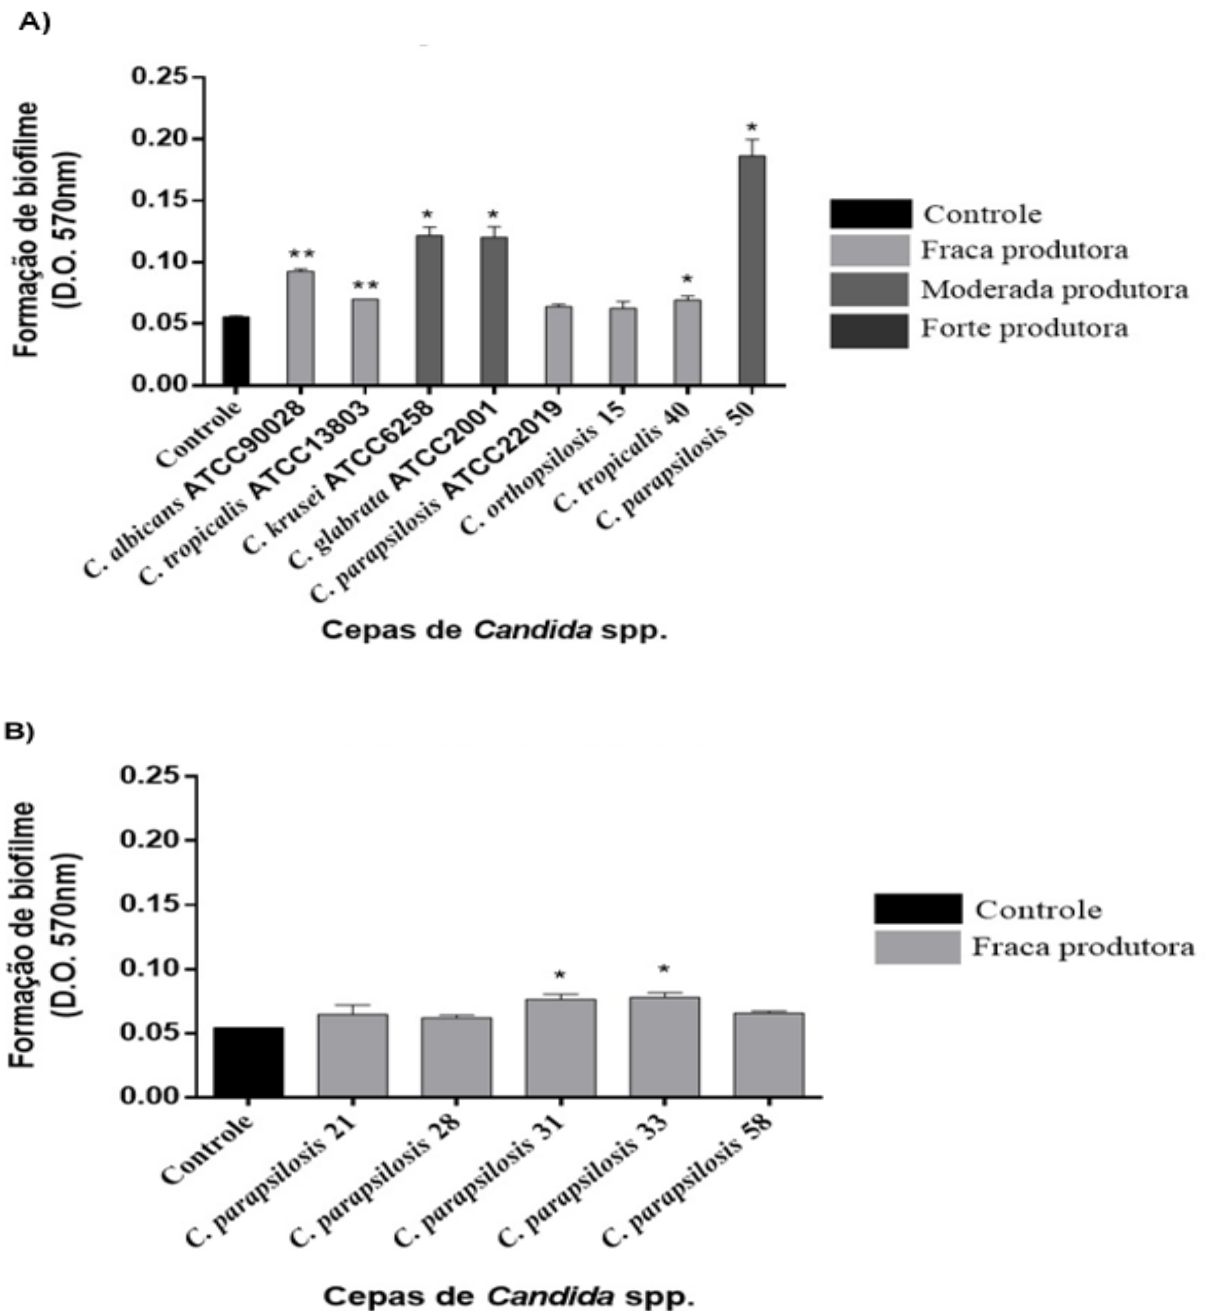 A)
Formação de biofilme
(D.O. 570nm)
0.25
0.20
0.15
0.10
0.05
0.00
**
**
*
*
*
*
Controle
C. albicans ATCC90028
C. tropicalis ATCC13803
C. krusei ATCC6258
C. glabrata ATCC2001
C. parapsilosis ATCC22019
C. orthopsilosis 15
C. tropicalis 40
C. parapsilosis 50
Cepas de Candida spp.
Controle
Fraca produtora
Moderada produtora
Forte produtora
B)
Formação de biofilme
(D.O. 570nm)
0.25
0.20
0.15
0.10
0.05
0.00
*
*
Controle
C. parapsilosis 21
C. parapsilosis 28
C. parapsilosis 31
C. parapsilosis 33
C. parapsilosis 58
Cepas de Candida spp.
Controle
Fraca produtora